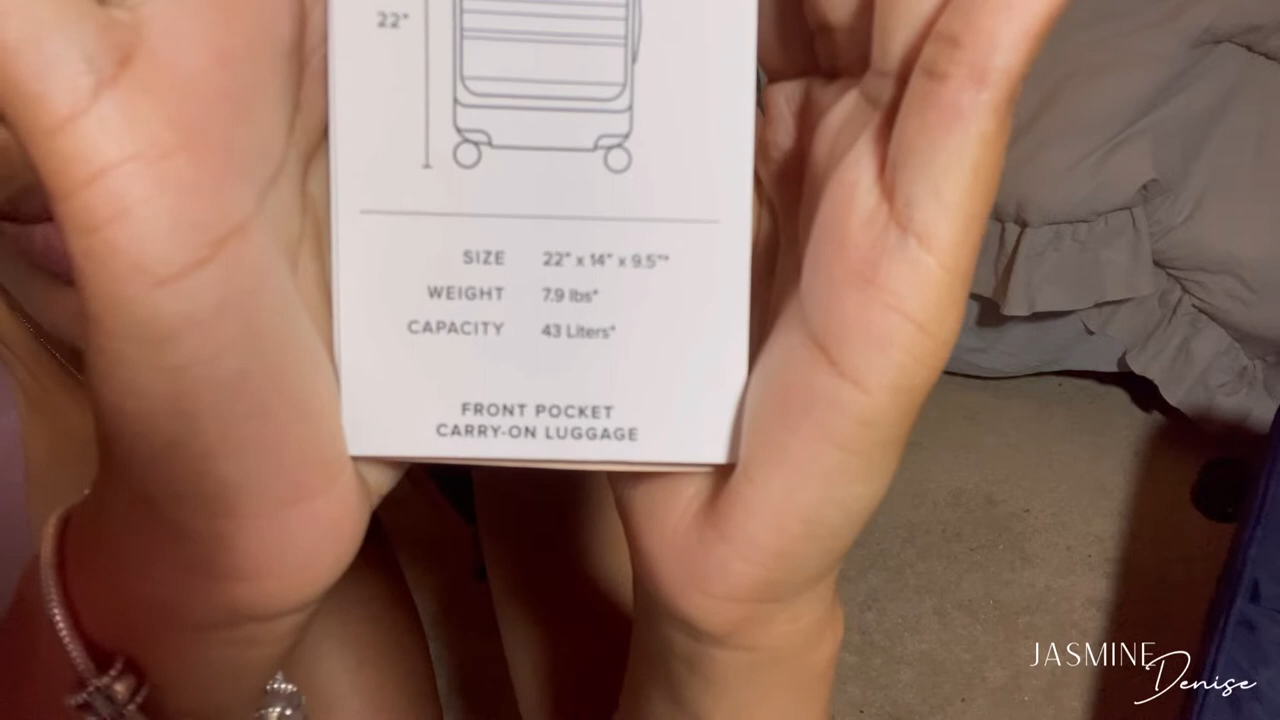 22"
SIZE 22" x 14" x 9.5"*
WEIGHT 7.9 lbs*
CAPACITY 43 Liters*
FRONT POCKET
CARRY-ON LUGGAGE
JASMINE
Denise